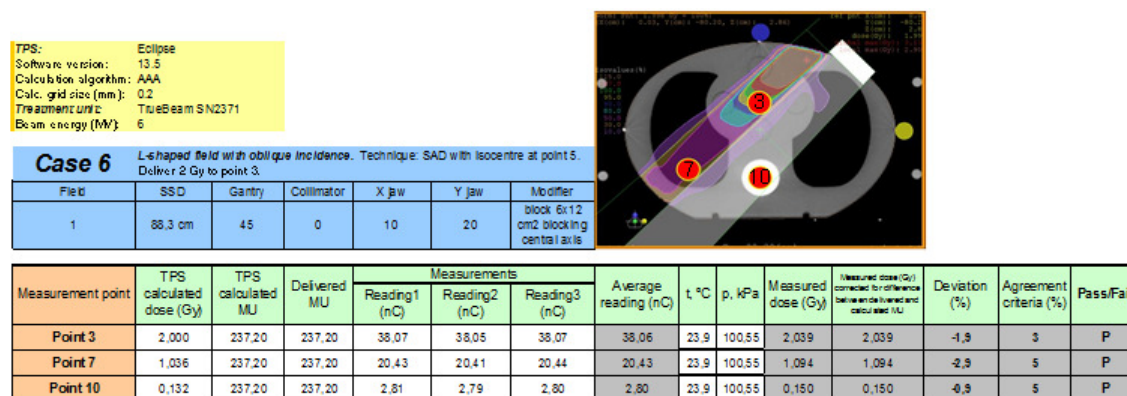 TPS: Eclipse
Software version: 13.5
Calculation algorithm: AAA
Calc. grid size (mm): 0.2
Treatment unit: TrueBeam SN2371
Beam energy (MV): 6
Case 6 L-shaped field with oblique incidence. Technique: SAD with isocentre at point 5. Deliver 2 Gy to point 3.
Field SSD Gantry Collimator X jaw Y jaw Modifier
1 88,3 cm 45 0 10 20 block 6x12 cm2 blocking central axis
3
7
10
Measurement point TPS calculated dose (Gy) TPS calculated MU Delivered MU Measurements Reading1 (nC) Reading2 (nC) Reading3 (nC) Average reading (nC) t, ºC p, kPa Measured dose (Gy) Measured dose (Gy) corrected for difference between delivered and calculated MU Deviation (%) Agreement criteria (%) Pass/Fai
Point 3 2,000 237,20 237,20 38,07 38,05 38,07 38,06 23,9 100,55 2,039 2,039 -1,9 3 P
Point 7 1,036 237,20 237,20 20,43 20,41 20,44 20,43 23,9 100,55 1,094 1,094 -2,9 5 P
Point 10 0,132 237,20 237,20 2,81 2,79 2,80 2,80 23,9 100,55 0,150 0,150 -0,9 5 P